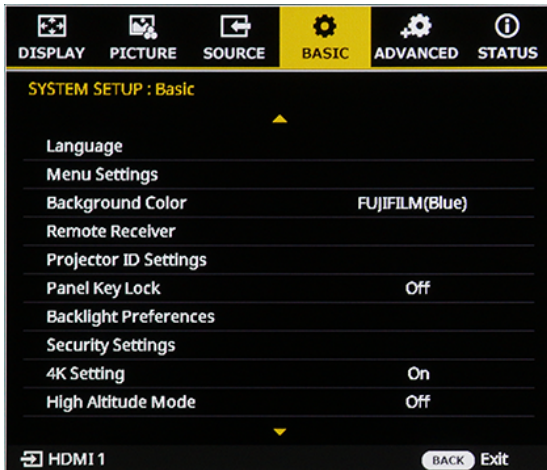 DISPLAY PICTURE SOURCE BASIC ADVANCED STATUS
SYSTEM SETUP : Basic
Language
Menu Settings
Background Color FUJIFILM(Blue)
Remote Receiver
Projector ID Settings
Panel Key Lock Off
Backlight Preferences
Security Settings
4K Setting On
High Altitude Mode Off
HDMI 1 BACK Exit